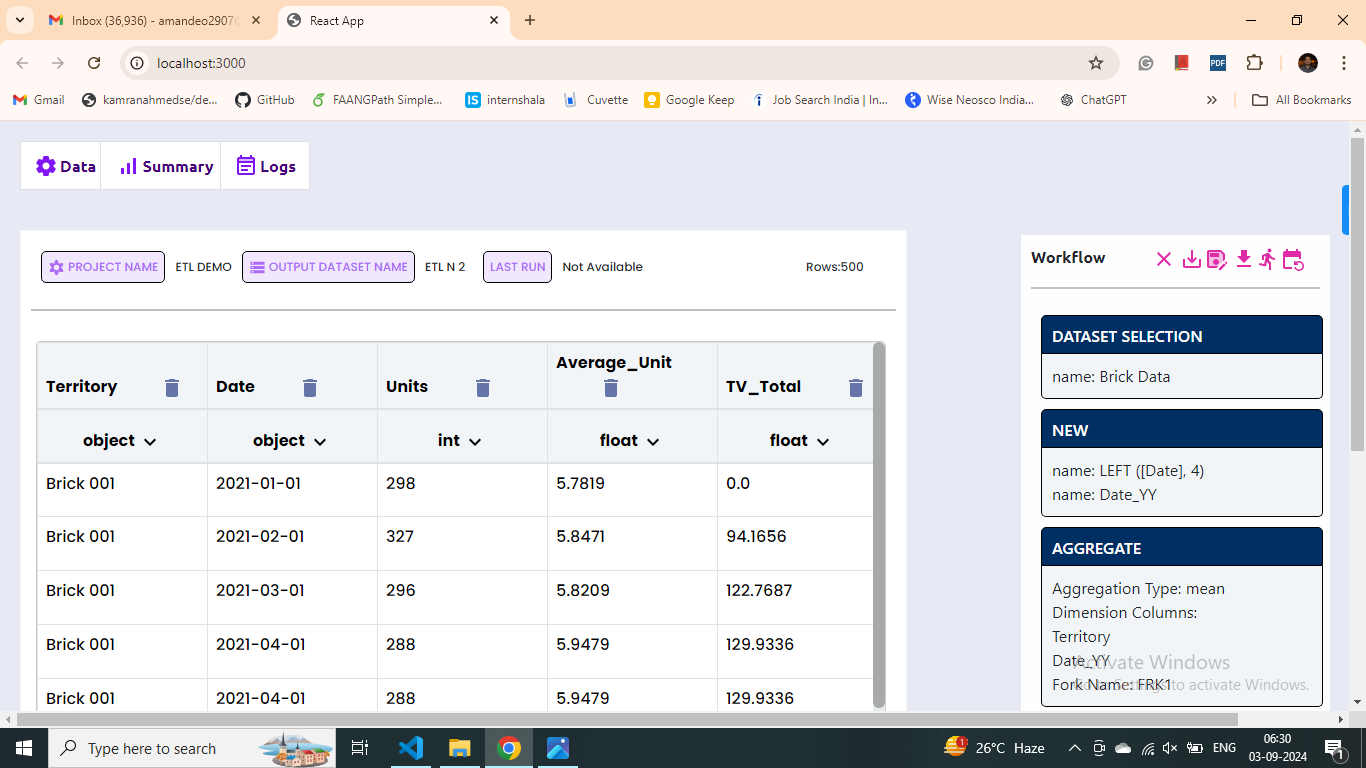 Inbox (36,936) - amandeo2907
React App
localhost:3000
Gmail
kamranahmedse/de...
GitHub
FAANGPath Simple...
internshala
Cuvette
Google Keep
Job Search India | In...
Wise Neosco India...
ChatGPT
All Bookmarks
Data
Summary
Logs
PROJECT NAME ETL DEMO OUTPUT DATASET NAME ETL N 2 LAST RUN Not Available Rows:500
Territory Date Units Average_Unit TV_Total
object object int float float
Brick 001 2021-01-01 298 5.7819 0.0
Brick 001 2021-02-01 327 5.8471 94.1656
Brick 001 2021-03-01 296 5.8209 122.7687
Brick 001 2021-04-01 288 5.9479 129.9336
Brick 001 2021-04-01 288 5.9479 129.9336
Workflow
DATASET SELECTION
name: Brick Data
NEW
name: LEFT ([Date], 4)
name: Date_YY
AGGREGATE
Aggregation Type: mean
Dimension Columns:
Territory
Date_YY
Fork Name: FRK1
Activate Windows
Go to Settings to activate Windows.
Type here to search
26°C Haze
ENG
06:30
03-09-2024